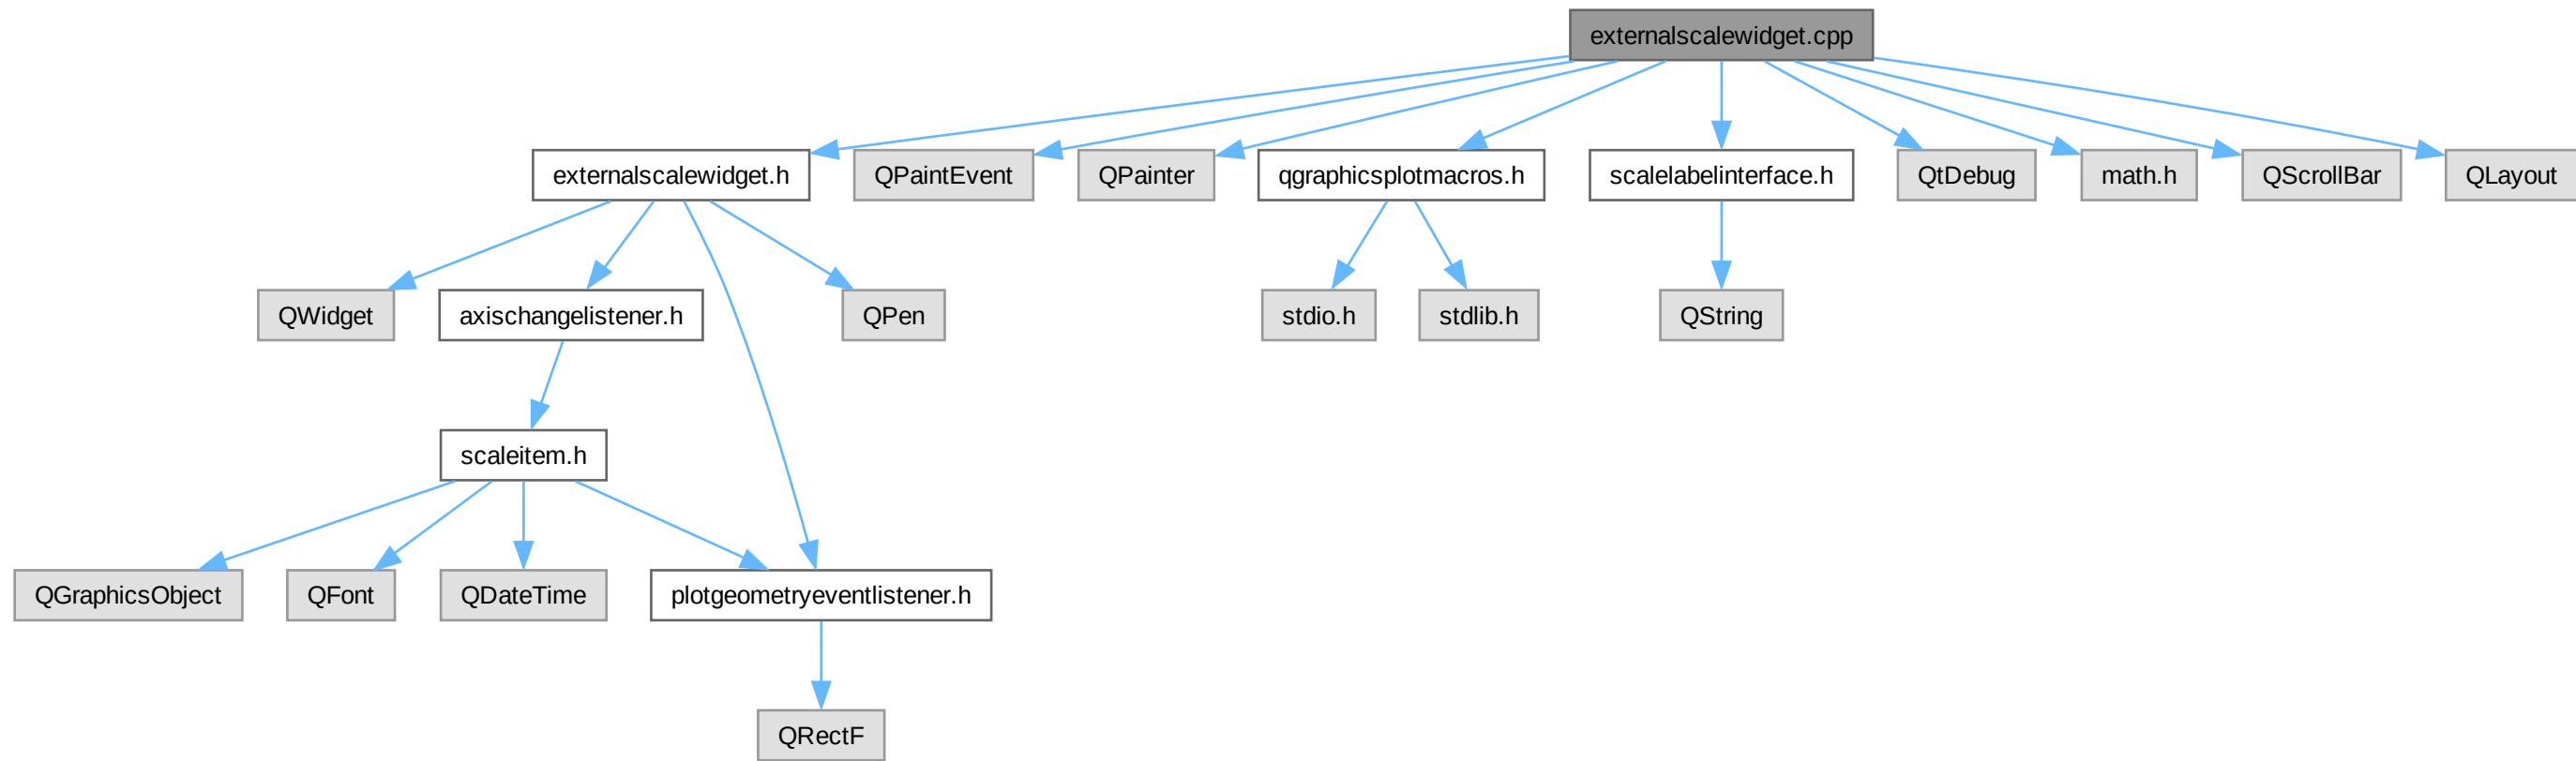 externalscalewidget.cpp
externalscalewidget.h
QPaintEvent
QPainter
qgraphicsplotmacros.h
scalelabelinterface.h
QtDebug
math.h
QScrollBar
QLayout
QWidget
axischangelistener.h
QPen
stdio.h
stdlib.h
QString
scaleitem.h
QGraphicsObject
QFont
QDateTime
plotgeometryeventlistener.h
QRectF